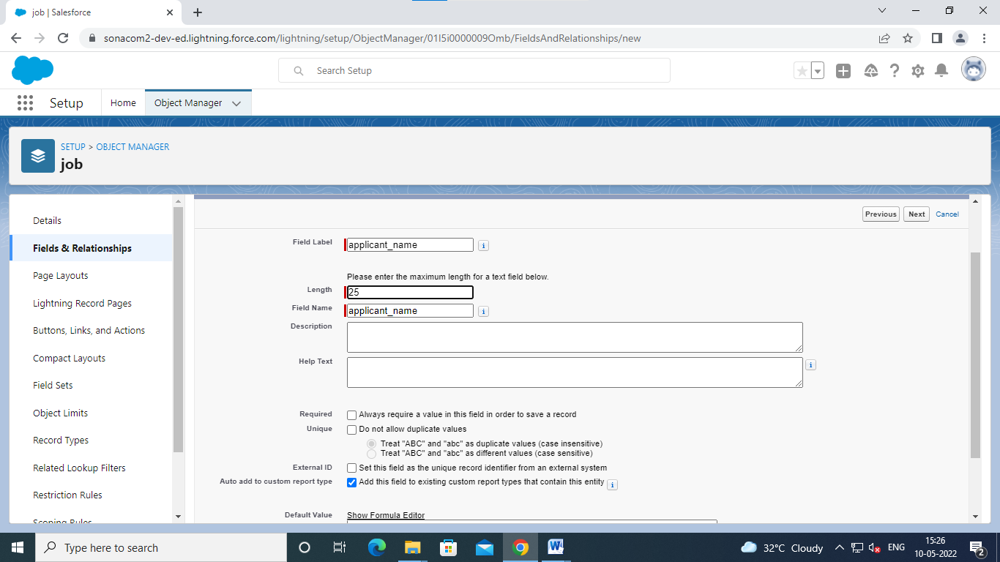 job | Salesforce
sonacom2-dev-ed.lightning.force.com/lightning/setup/ObjectManager/01I5i0000009Omb/FieldsAndRelationships/new
Search Setup
Setup
Home
Object Manager
SETUP > OBJECT MANAGER
job
Details
Fields & Relationships
Page Layouts
Lightning Record Pages
Buttons, Links, and Actions
Compact Layouts
Field Sets
Object Limits
Record Types
Related Lookup Filters
Restriction Rules
Scoping Rules
Previous Next Cancel
Field Label applicant_name
Please enter the maximum length for a text field below.
Length 25
Field Name applicant_name
Description
Help Text
Required Always require a value in this field in order to save a record
Unique Do not allow duplicate values
Treat "ABC" and "abc" as duplicate values (case insensitive)
Treat "ABC" and "abc" as different values (case sensitive)
External ID Set this field as the unique record identifier from an external system
Auto add to custom report type Add this field to existing custom report types that contain this entity
Default Value Show Formula Editor
Type here to search
32°C Cloudy
ENG
15:26
10-05-2022
2